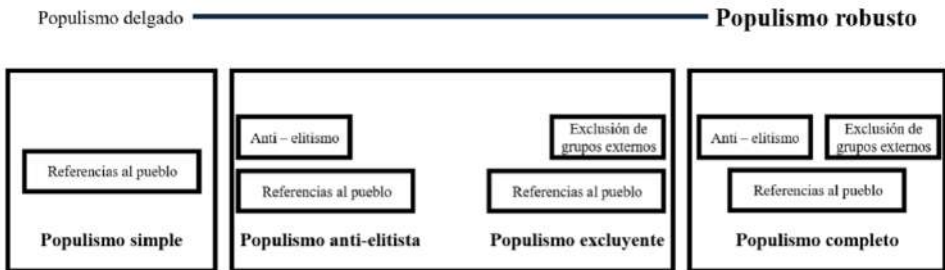 Populismo delgado
Populismo robusto
Referencias al pueblo
Populismo simple
Anti – elitismo
Referencias al pueblo
Populismo anti-elitista
Exclusión de
grupos externos
Referencias al pueblo
Populismo excluyente
Anti – elitismo
Exclusión de
grupos externos
Referencias al pueblo
Populismo completo